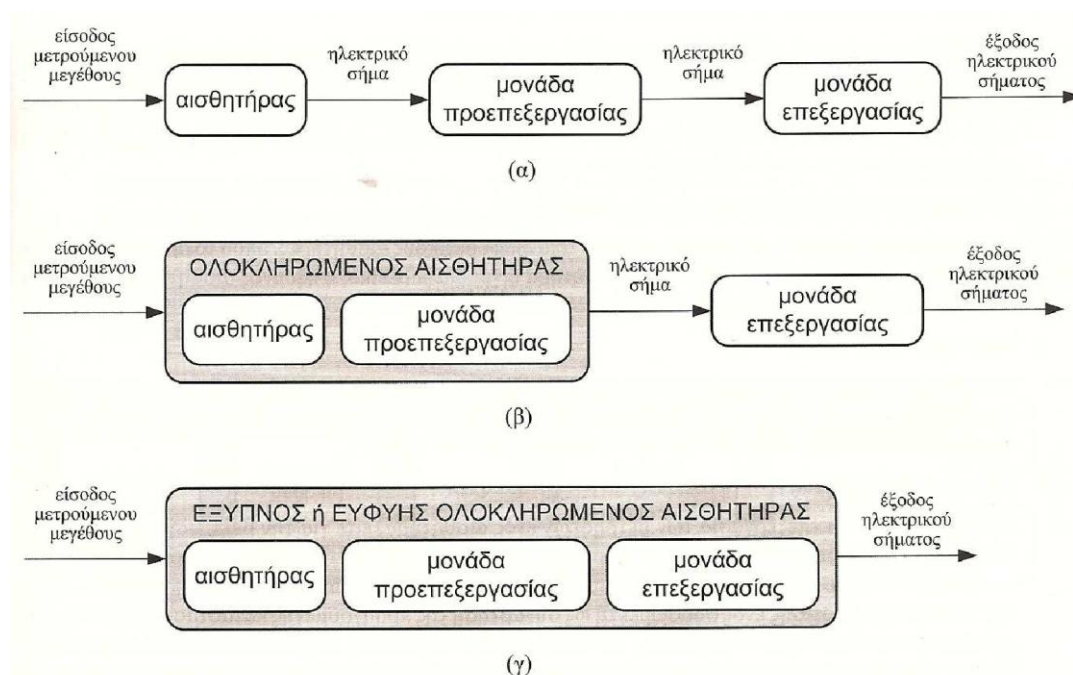 είσοδος
μετρούμενου
μεγέθους
αισθητήρας
ηλεκτρικό
σήμα
μονάδα
προεπεξεργασίας
ηλεκτρικό
σήμα
μονάδα
επεξεργασίας
έξοδος
ηλεκτρικού
σήματος
(α)
είσοδος
μετρούμενου
μεγέθους
ΟΛΟΚΛΗΡΩΜΕΝΟΣ ΑΙΣΘΗΤΗΡΑΣ
αισθητήρας
μονάδα
προεπεξεργασίας
ηλεκτρικό
σήμα
μονάδα
επεξεργασίας
έξοδος
ηλεκτρικού
σήματος
(β)
είσοδος
μετρούμενου
μεγέθους
ΕΞΥΠΝΟΣ ή ΕΥΦΥΗΣ ΟΛΟΚΛΗΡΩΜΕΝΟΣ ΑΙΣΘΗΤΗΡΑΣ
αισθητήρας
μονάδα
προεπεξεργασίας
μονάδα
επεξεργασίας
έξοδος
ηλεκτρικού
σήματος
(γ)